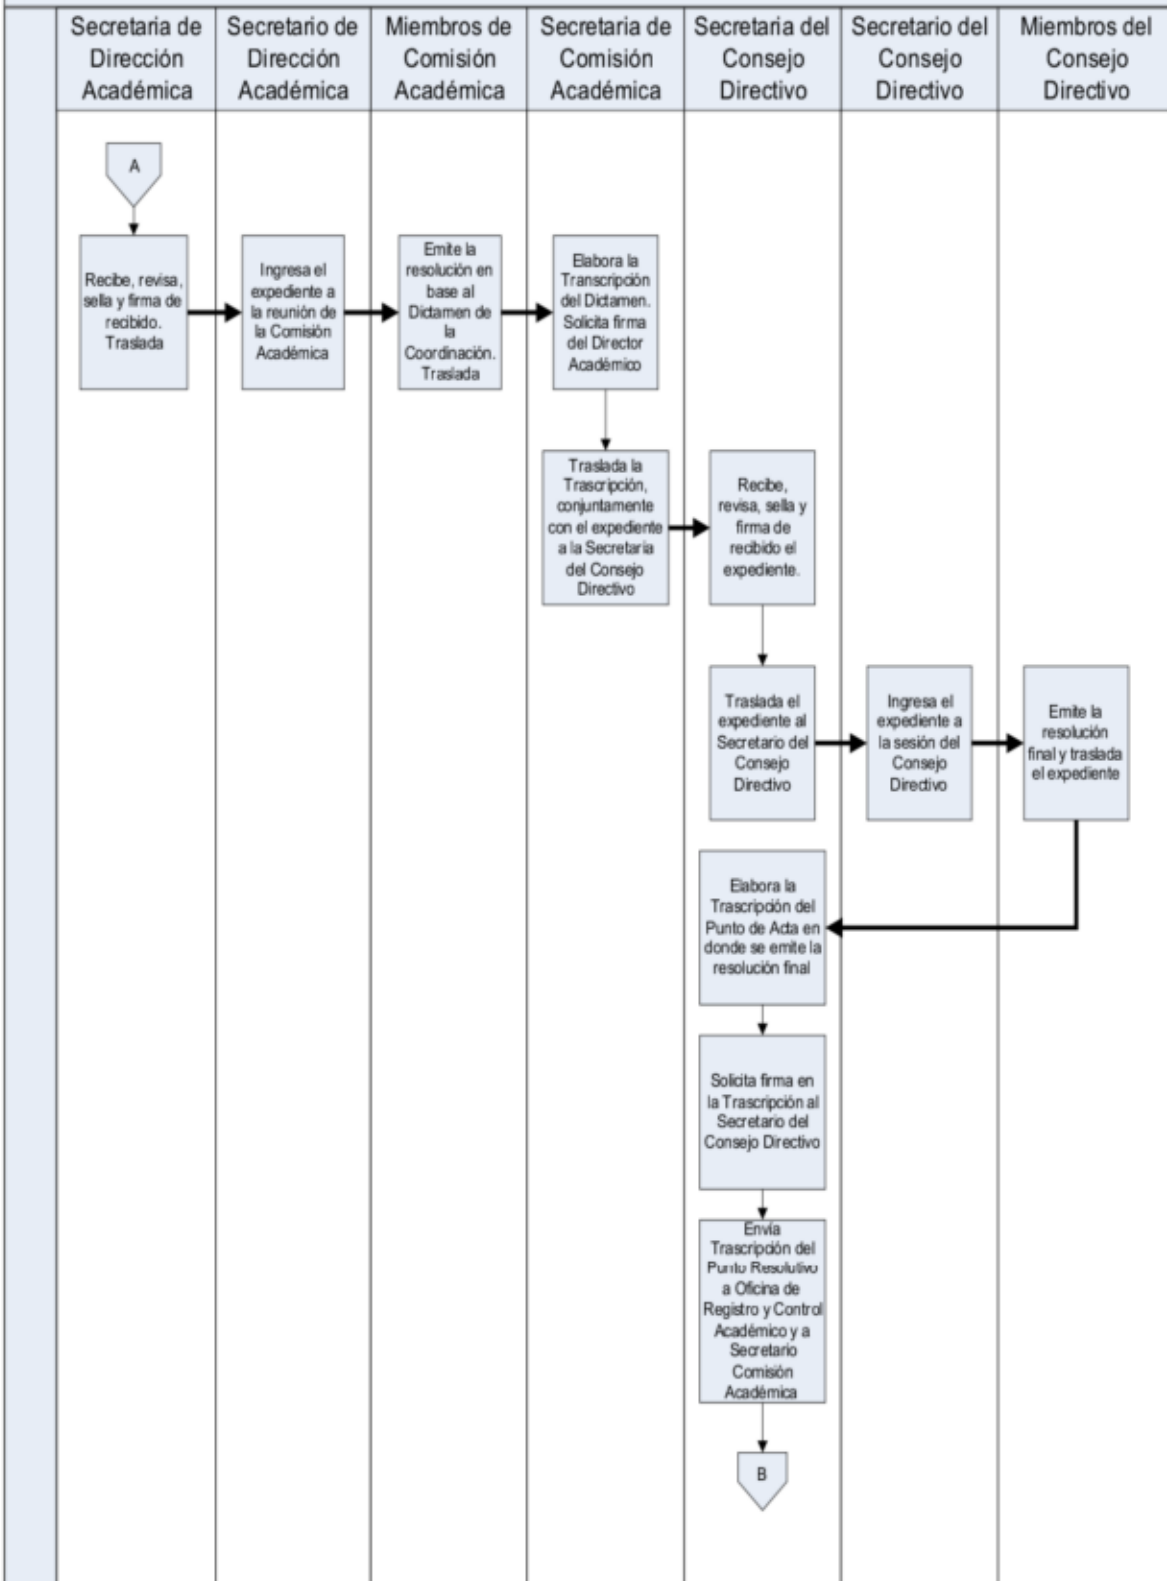 Secretaria de
Dirección
Académica
Secretario de
Dirección
Académica
Miembros de
Comisión
Académica
Secretaria de
Comisión
Académica
Secretaria del
Consejo
Directivo
Secretario del
Consejo
Directivo
Miembros del
Consejo
Directivo
A
Recibe, revisa,
sella y firma de
recibido.
Traslada
Ingresa el
expediente a
la reunión de
la Comisión
Académica
Emite la
resolución en
base al
Dictamen de
la
Coordinación.
Traslada
Elabora la
Transcripción
del Dictamen.
Solicita firma
del Director
Académico
Traslada la
Trascripción,
conjuntamente
con el expediente
a la Secretaria
del Consejo
Directivo
Recibe,
revisa, sella y
firma de
recibido el
expediente.
Traslada el
expediente al
Secretario del
Consejo
Directivo
Ingresa el
expediente a
la sesión del
Consejo
Directivo
Emite la
resolución
final y traslada
el expediente
Elabora la
Trascripción del
Punto de Acta en
donde se emite la
resolución final
Solicita firma en
la Trascripción al
Secretario del
Consejo Directivo
Envía
Trascripción del
Punto Resolutivo
a Oficina de
Registro y Control
Académico y a
Secretario
Comisión
Académica
B